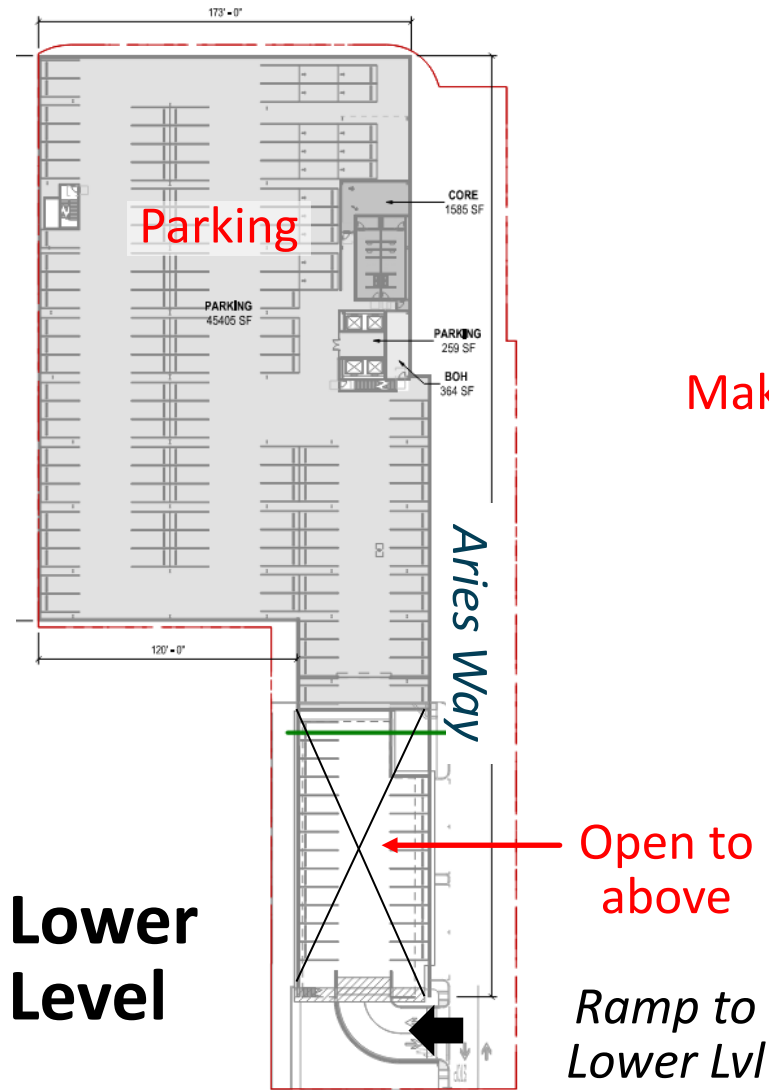 173' - 0"
CORE
1585 SF
Parking
PARKING
45405 SF
PARKING
259 SF
BOH
364 SF
Mak
Aries Way
120' - 0"
Open to
above
Lower
Level
Ramp to
Lower Lvl
STOP